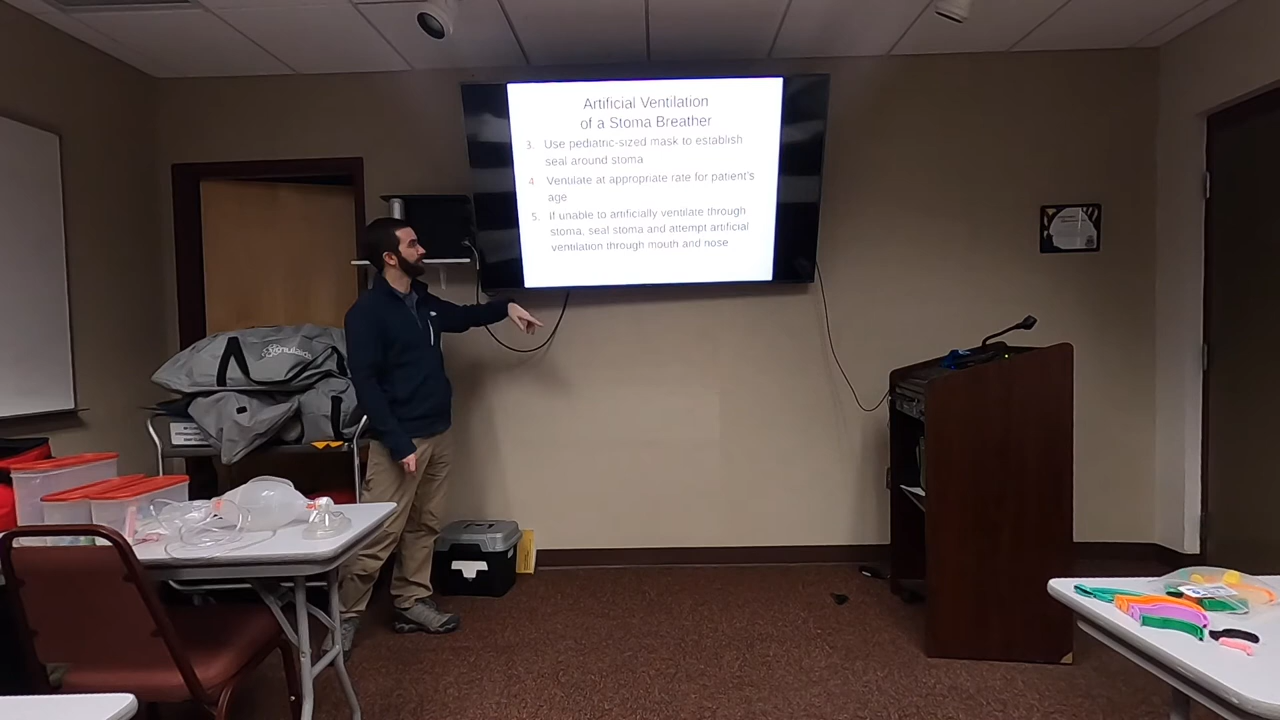 Artificial Ventilation
of a Stoma Breather
3. Use pediatric-sized mask to establish
seal around stoma
4. Ventilate at appropriate rate for patient's
age
5. If unable to artificially ventilate through
stoma, seal stoma and attempt artificial
ventilation through mouth and nose
Simulaids